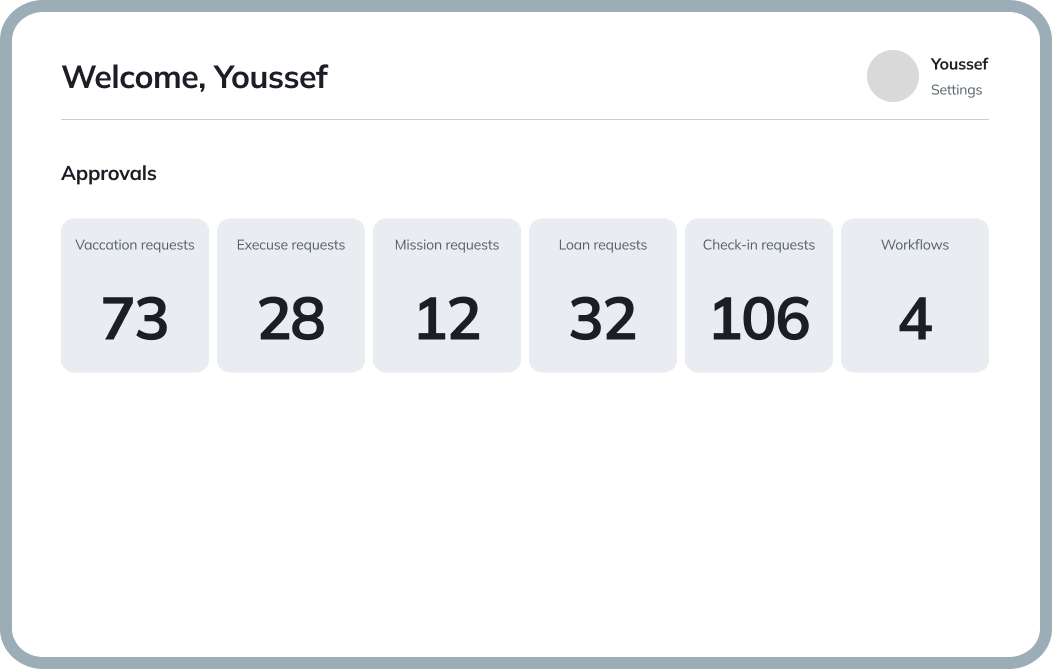 Welcome, Youssef
Youssef
Settings
Approvals
Vaccation requests
73
Execuse requests
28
Mission requests
12
Loan requests
32
Check-in requests
106
Workflows
4